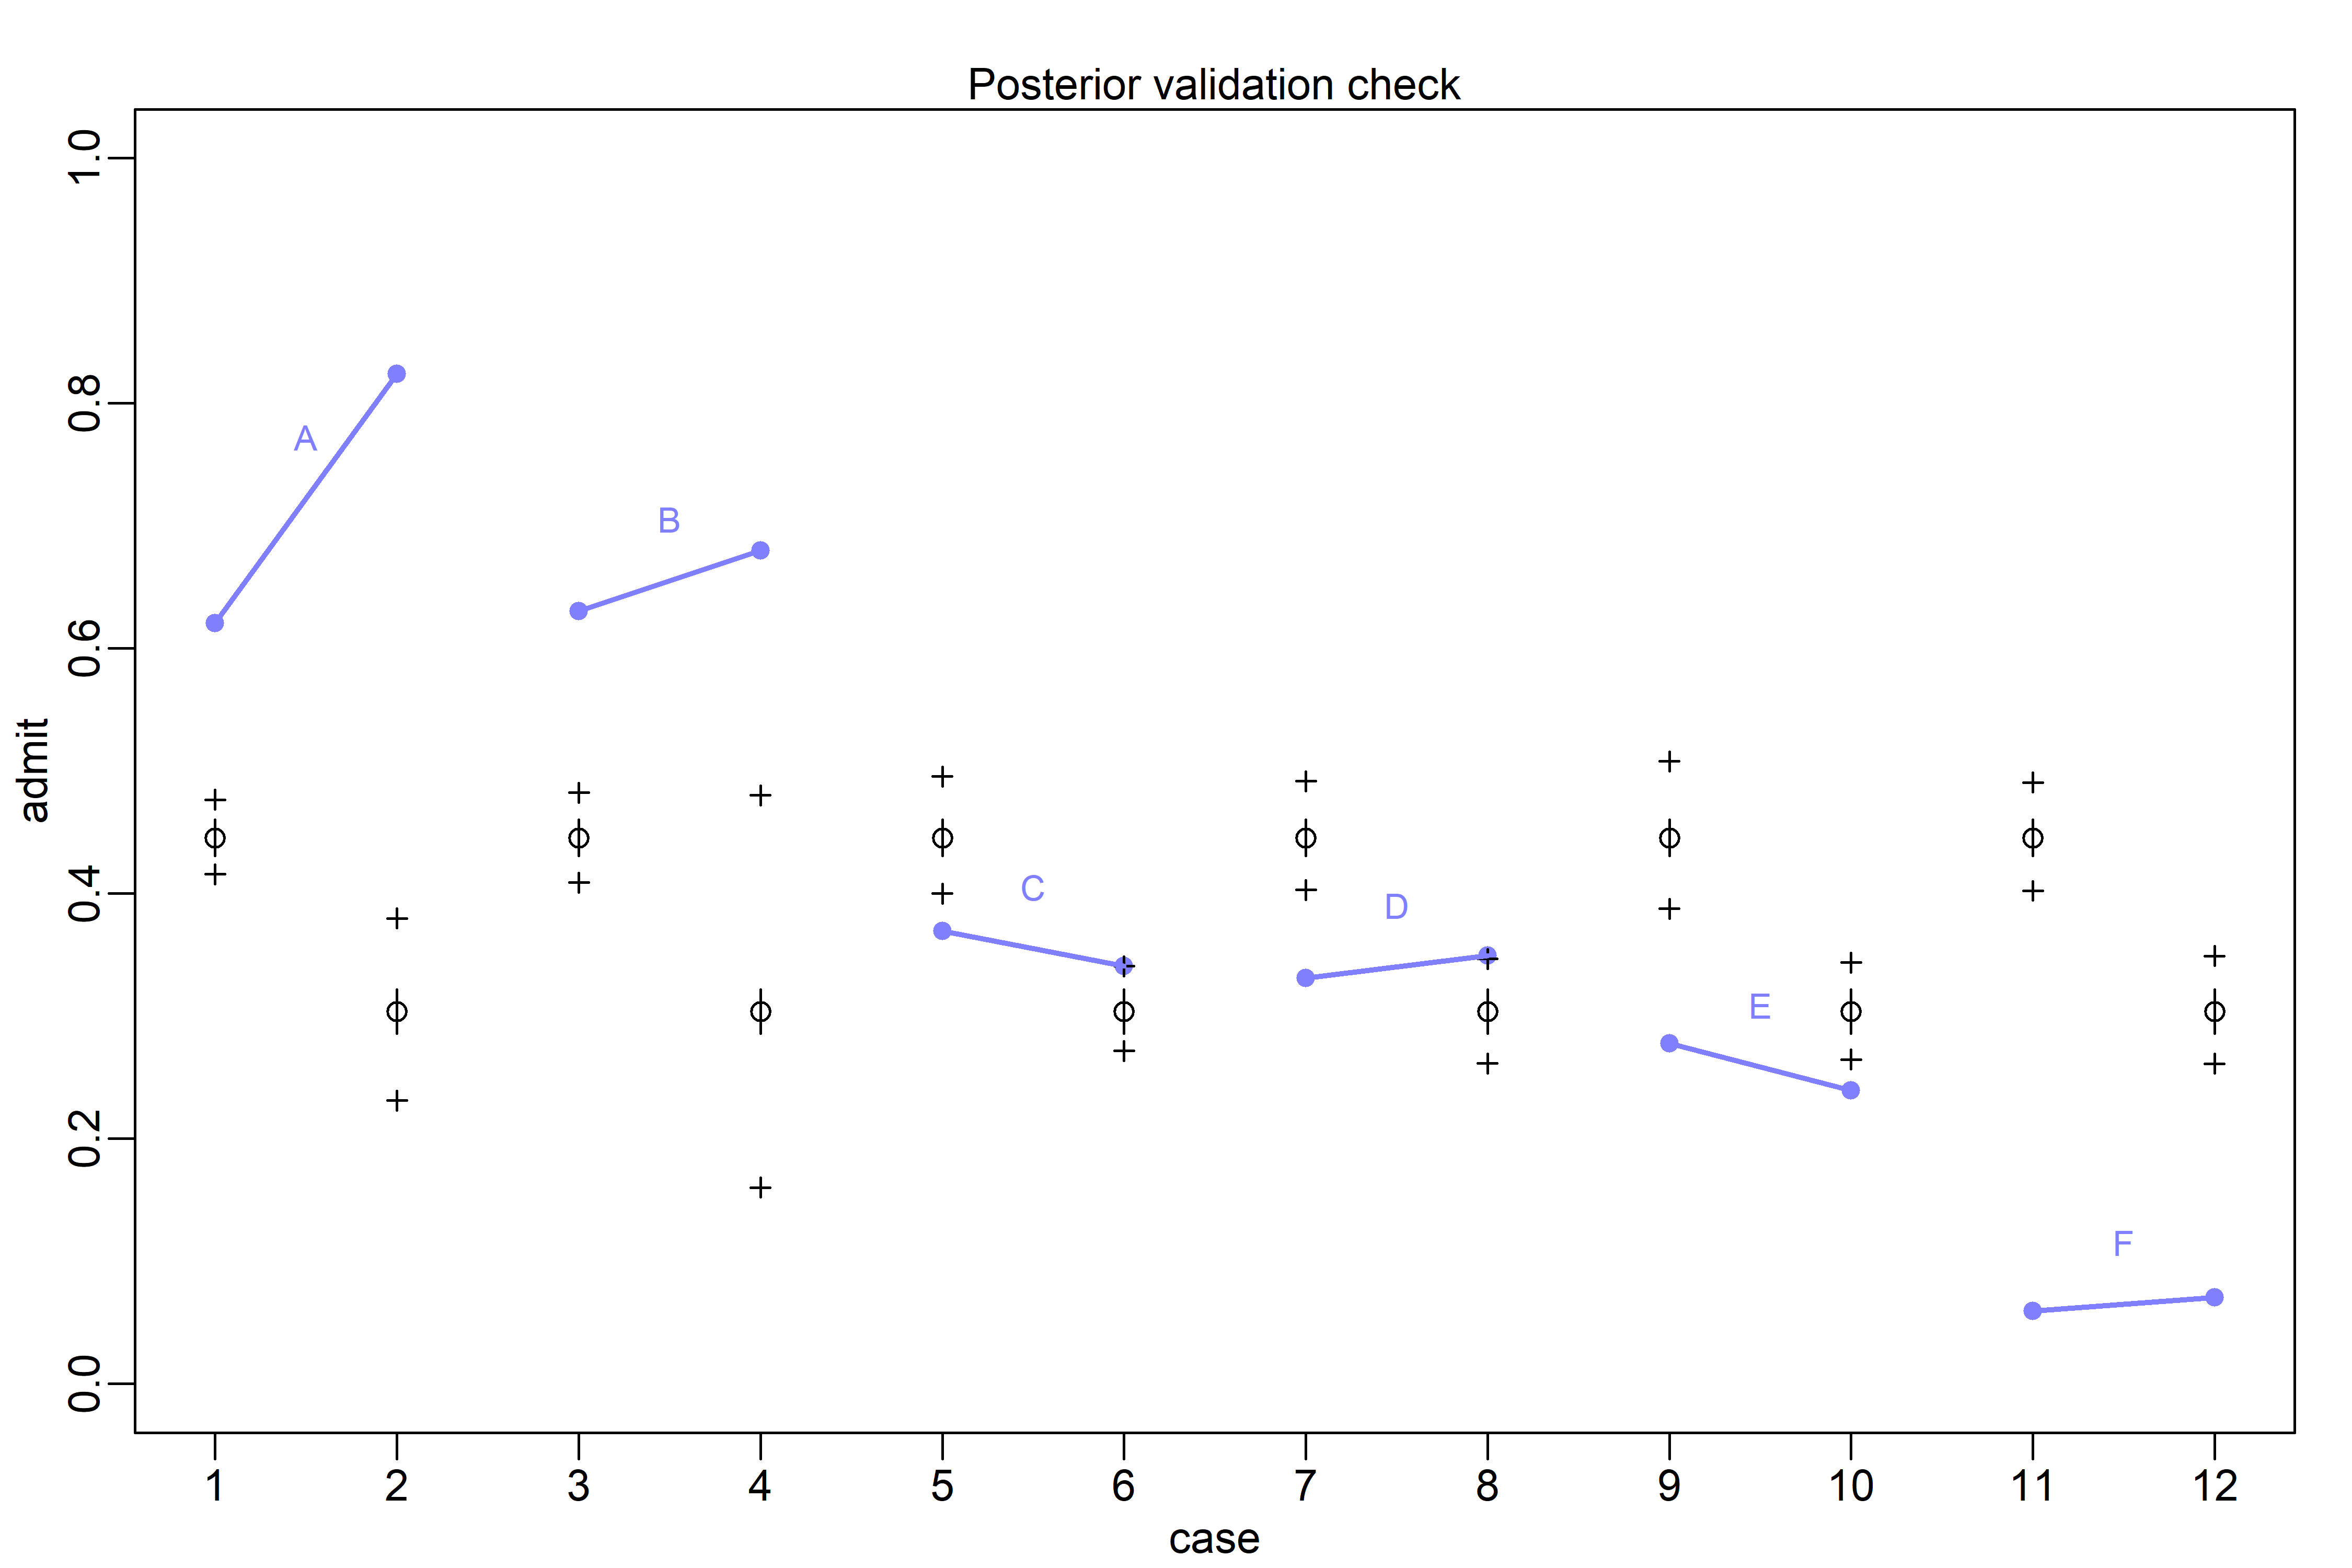 Posterior validation check
admit
1.0
0.8
0.6
0.4
0.2
0.0
A
B
C
D
E
F
1 2 3 4 5 6 7 8 9 10 11 12
case